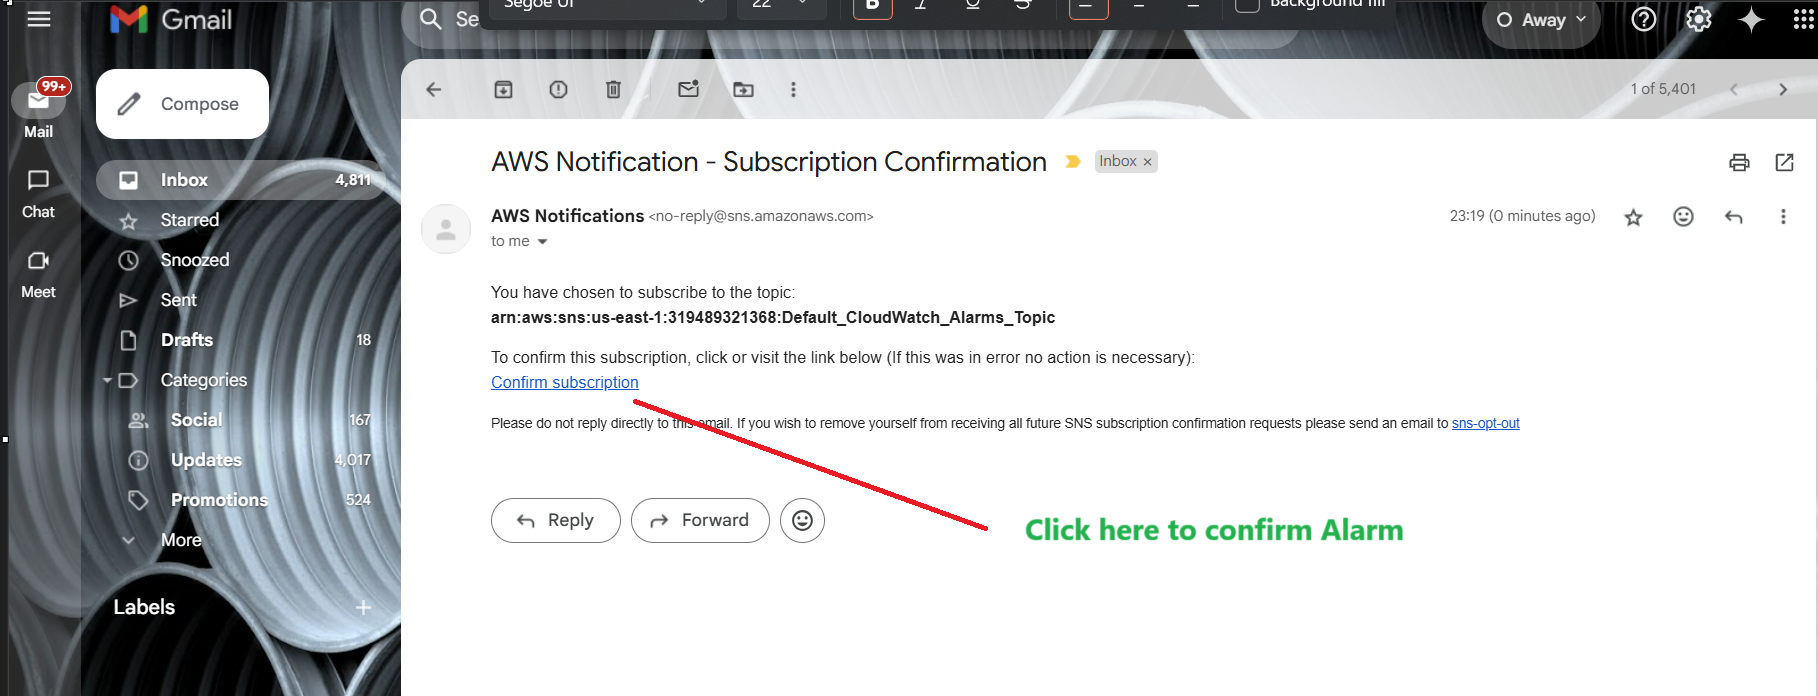 Segoe UI 22 B I U S Background fill
Gmail
Se
Away
99+
Mail
Chat
Meet
Compose
Inbox 4,811
Starred
Snoozed
Sent
Drafts 18
Categories
Social 167
Updates 4,017
Promotions 524
More
Labels
1 of 5,401
AWS Notification - Subscription Confirmation Inbox ×
AWS Notifications <no-reply@sns.amazonaws.com> 23:19 (0 minutes ago)
to me
You have chosen to subscribe to the topic:
arn:aws:sns:us-east-1:319489321368:Default_CloudWatch_Alarms_Topic
To confirm this subscription, click or visit the link below (If this was in error no action is necessary):
Confirm subscription
Please do not reply directly to this email. If you wish to remove yourself from receiving all future SNS subscription confirmation requests please send an email to sns-opt-out
Reply Forward
Click here to confirm Alarm